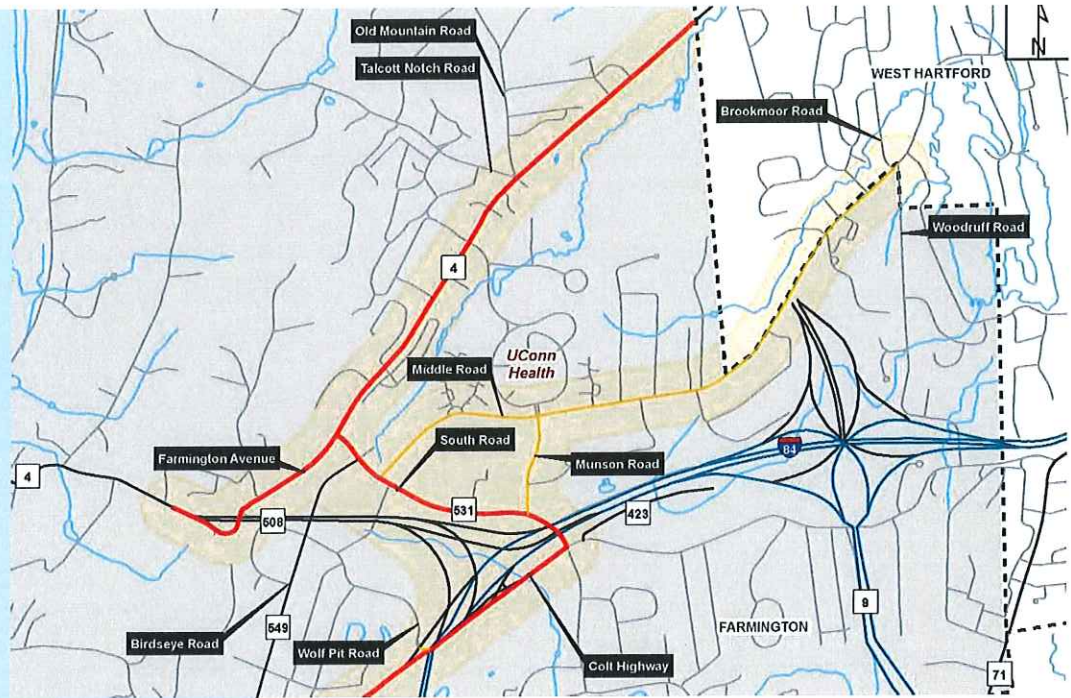 Old Mountain Road
Talcott Notch Road
N
WEST HARTFORD
Brookmoor Road
Woodruff Road
4
UConn
Health
Middle Road
South Road
Farmington Avenue
Munson Road
84
4
508
531
423
Birdseye Road
549
Wolf Pit Road
Colt Highway
FARMINGTON
9
71